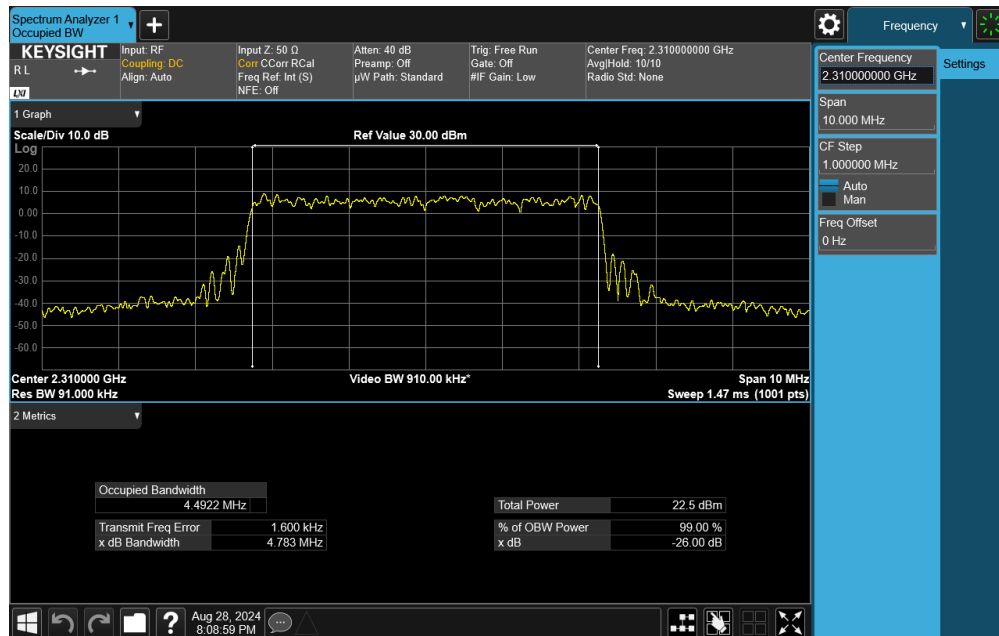 Spectrum Analyzer 1
Occupied BW
Frequency
KEYSIGHT
R L
LXI
Input: RF
Coupling: DC
Align: Auto
Input Z: 50 Ω
Corr CCorr RCal
Freq Ref: Int (S)
NFE: Off
Atten: 40 dB
Preamp: Off
µW Path: Standard
Trig: Free Run
Gate: Off
#IF Gain: Low
Center Freq: 2.310000000 GHz
Avg|Hold: 10/10
Radio Std: None
Center Frequency
2.310000000 GHz
Settings
Span
10.000 MHz
CF Step
1.000000 MHz
Auto
Man
Freq Offset
0 Hz
1 Graph
Scale/Div 10.0 dB
Ref Value 30.00 dBm
Log
20.0
10.0
0.00
-10.0
-20.0
-30.0
-40.0
-50.0
-60.0
Center 2.310000 GHz
Video BW 910.00 kHz*
Span 10 MHz
Res BW 91.000 kHz
Sweep 1.47 ms (1001 pts)
2 Metrics
Occupied Bandwidth
4.4922 MHz
Total Power 22.5 dBm
Transmit Freq Error 1.600 kHz
% of OBW Power 99.00 %
x dB Bandwidth 4.783 MHz
x dB -26.00 dB
Aug 28, 2024
8:08:59 PM